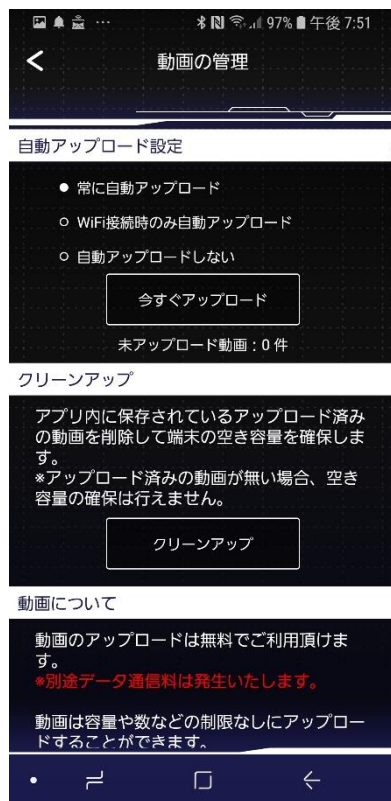 97% 午後 7:51
動画の管理
自動アップロード設定
常に自動アップロード
WiFi接続時のみ自動アップロード
自動アップロードしない
今すぐアップロード
未アップロード動画：0 件
クリーンアップ
アプリ内に保存されているアップロード済み
の動画を削除して端末の空き容量を確保しま
す。
※アップロード済みの動画が無い場合、空き
容量の確保は行えません。
クリーンアップ
動画について
動画のアップロードは無料でご利用頂けま
す。
※別途データ通信料は発生いたします。
動画は容量や数などの制限なしにアップロー
ドすることができます。